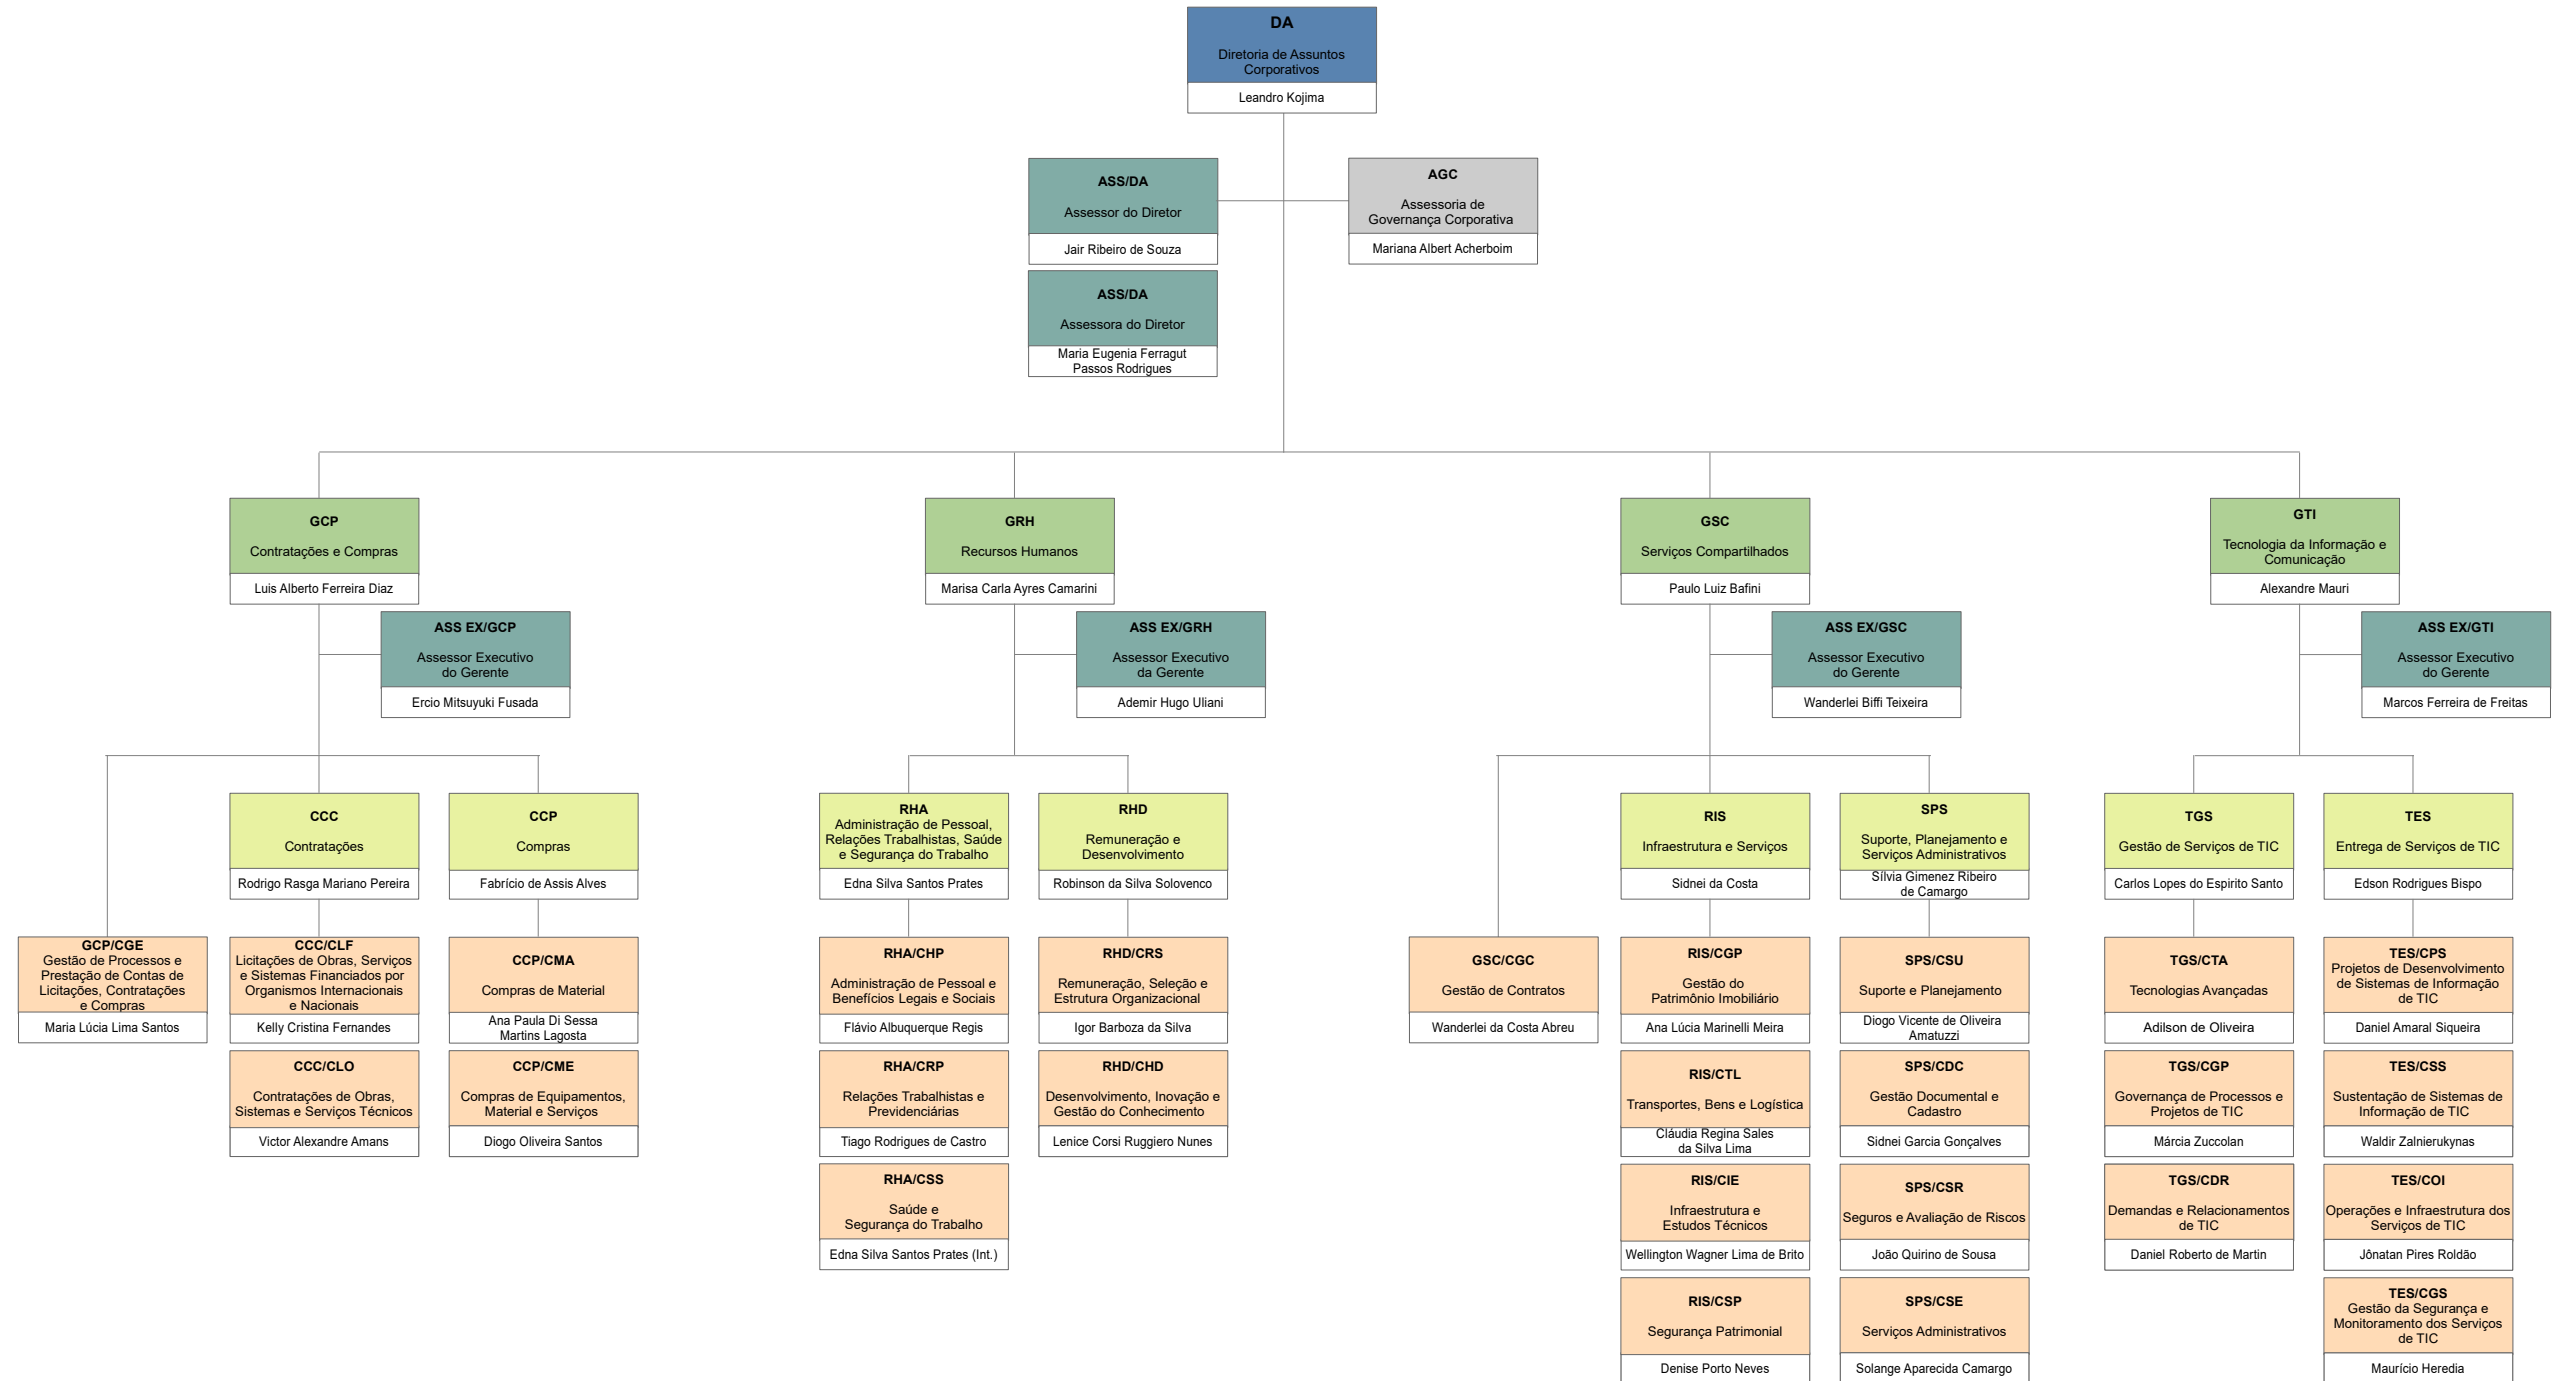 DA
Diretoria de Assuntos
Corporativos
Leandro Kojima
ASS/DA
Assessor do Diretor
Jair Ribeiro de Souza
AGC
Assessoria de
Governança Corporativa
Mariana Albert Acherboim
ASS/DA
Assessora do Diretor
Maria Eugenia Ferragut
Passos Rodrigues
GCP
Contratações e Compras
Luis Alberto Ferreira Diaz
GRH
Recursos Humanos
Marisa Carla Ayres Camarini
GSC
Serviços Compartilhados
Paulo Luiz Bafini
GTI
Tecnologia da Informação e
Comunicação
Alexandre Mauri
ASS EX/GCP
Assessor Executivo
do Gerente
Ercio Mitsuyuki Fusada
ASS EX/GRH
Assessor Executivo
da Gerente
Ademir Hugo Uliani
ASS EX/GSC
Assessor Executivo
do Gerente
Wanderlei Biffi Teixeira
ASS EX/GTI
Assessor Executivo
do Gerente
Marcos Ferreira de Freitas
CCC
Contratações
Rodrigo Rasga Mariano Pereira
CCP
Compras
Fabrício de Assis Alves
RHA
Administração de Pessoal,
Relações Trabalhistas, Saúde
e Segurança do Trabalho
Edna Silva Santos Prates
RHD
Remuneração e
Desenvolvimento
Robinson da Silva Solovenco
RIS
Infraestrutura e Serviços
Sidnei da Costa
SPS
Suporte, Planejamento e
Serviços Administrativos
Sílvia Gimenez Ribeiro
de Camargo
TGS
Gestão de Serviços de TIC
Carlos Lopes do Espirito Santo
TES
Entrega de Serviços de TIC
Edson Rodrigues Bispo
GCP/CGE
Gestão de Processos e
Prestação de Contas de
Licitações, Contratações
e Compras
Maria Lúcia Lima Santos
CCC/CLF
Licitações de Obras, Serviços
e Sistemas Financiados por
Organismos Internacionais
e Nacionais
Kelly Cristina Fernandes
CCP/CMA
Compras de Material
Ana Paula Di Sessa
Martins Lagosta
RHA/CHP
Administração de Pessoal e
Benefícios Legais e Sociais
Flávio Albuquerque Regis
RHD/CRS
Remuneração, Seleção e
Estrutura Organizacional
Igor Barboza da Silva
GSC/CGC
Gestão de Contratos
Wanderlei da Costa Abreu
RIS/CGP
Gestão do
Patrimônio Imobiliário
Ana Lúcia Marinelli Meira
SPS/CSU
Suporte e Planejamento
Diogo Vicente de Oliveira
Amatuzzi
TGS/CTA
Tecnologias Avançadas
Adilson de Oliveira
TES/CPS
Projetos de Desenvolvimento
de Sistemas de Informação
de TIC
Daniel Amaral Siqueira
CCC/CLO
Contratações de Obras,
Sistemas e Serviços Técnicos
Victor Alexandre Amans
CCP/CME
Compras de Equipamentos,
Material e Serviços
Diogo Oliveira Santos
RHA/CRP
Relações Trabalhistas e
Previdenciárias
Tiago Rodrigues de Castro
RHD/CHD
Desenvolvimento, Inovação e
Gestão do Conhecimento
Lenice Corsi Ruggiero Nunes
RIS/CTL
Transportes, Bens e Logística
Cláudia Regina Sales
da Silva Lima
SPS/CDC
Gestão Documental e
Cadastro
Sidnei Garcia Gonçalves
TGS/CGP
Governança de Processos e
Projetos de TIC
Márcia Zuccolan
TES/CSS
Sustentação de Sistemas de
Informação de TIC
Waldir Zalnierukynas
RHA/CSS
Saúde e
Segurança do Trabalho
Edna Silva Santos Prates (Int.)
RIS/CIE
Infraestrutura e
Estudos Técnicos
Wellington Wagner Lima de Brito
SPS/CSR
Seguros e Avaliação de Riscos
João Quirino de Sousa
TGS/CDR
Demandas e Relacionamentos
de TIC
Daniel Roberto de Martin
TES/COI
Operações e Infraestrutura dos
Serviços de TIC
Jônatan Pires Roldão
RIS/CSP
Segurança Patrimonial
Denise Porto Neves
SPS/CSE
Serviços Administrativos
Solange Aparecida Camargo
TES/CGS
Gestão da Segurança e
Monitoramento dos Serviços
de TIC
Maurício Heredia